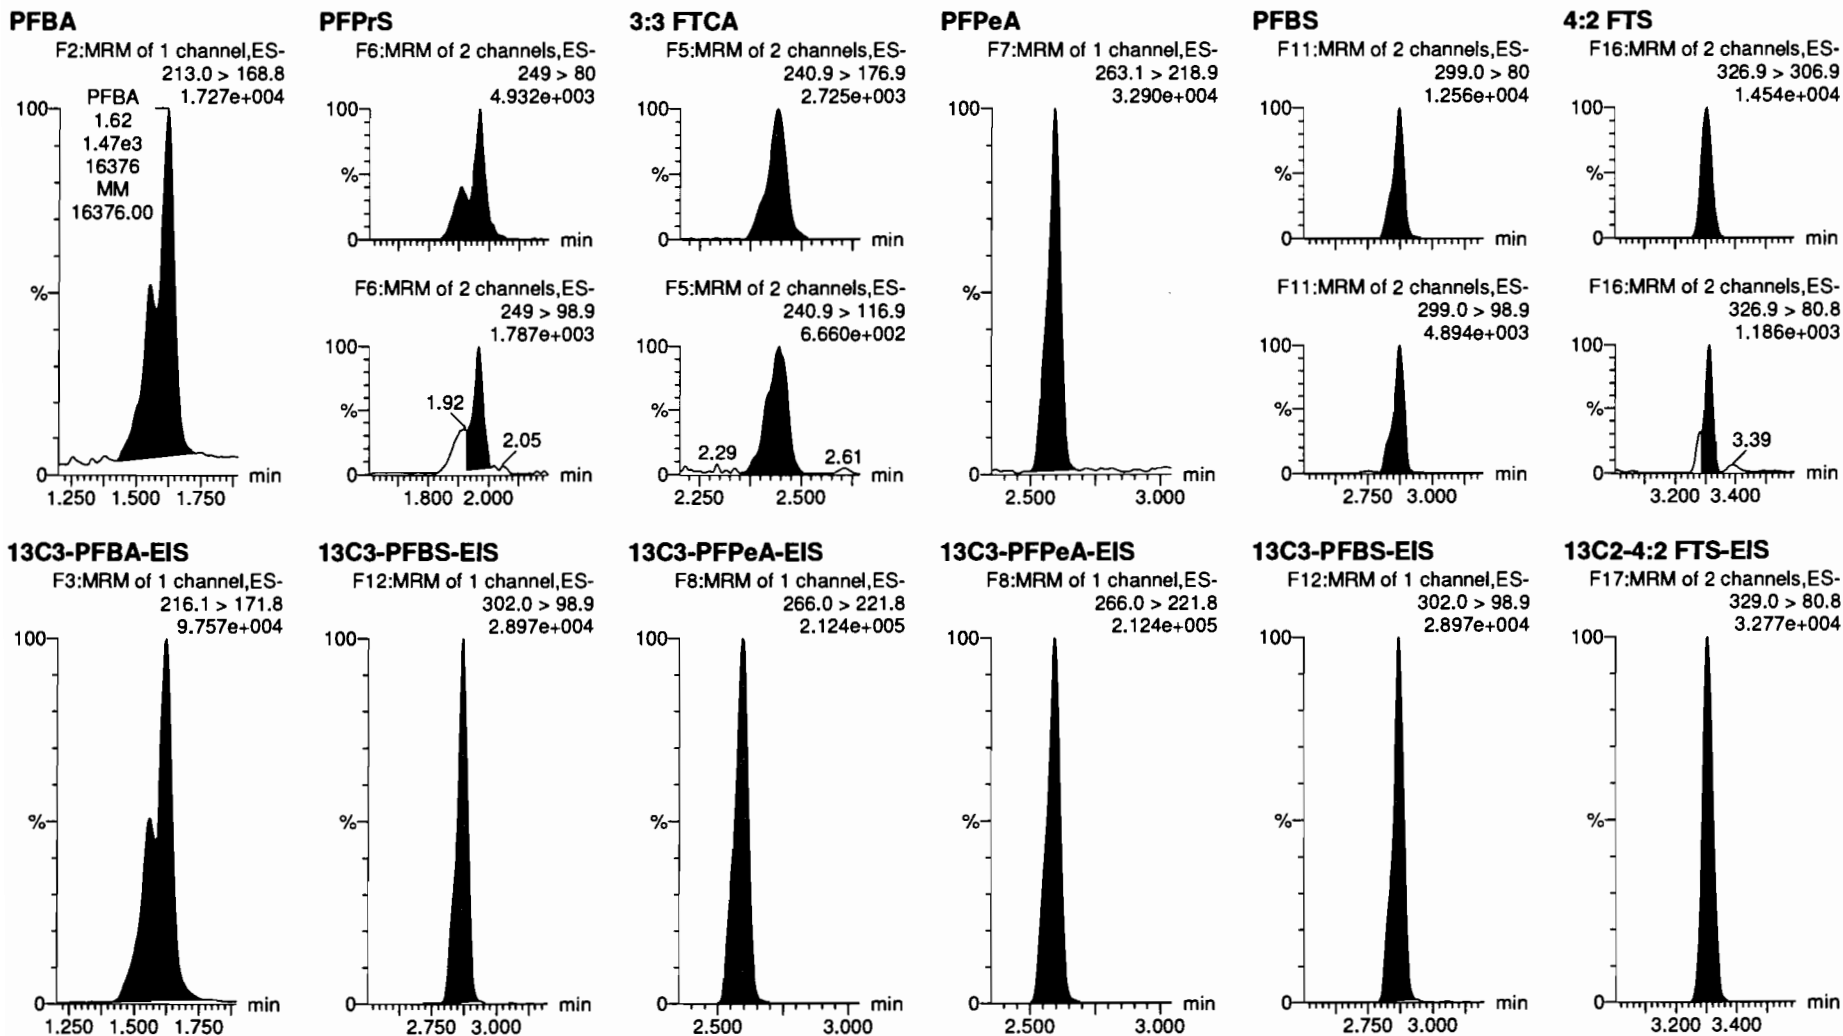 PFBA
F2:MRM of 1 channel,ES-
213.0 > 168.8
1.727e+004
PFBA
1.62
1.47e3
16376
MM
16376.00
100
%
0
min
1.250 1.500 1.750
PFPrS
F6:MRM of 2 channels,ES-
249 > 80
4.932e+003
100
%
0
min
F6:MRM of 2 channels,ES-
249 > 98.9
1.787e+003
100
1.92
%
2.05
0
min
1.800 2.000
3:3 FTCA
F5:MRM of 2 channels,ES-
240.9 > 176.9
2.725e+003
100
%
0
min
F5:MRM of 2 channels,ES-
240.9 > 116.9
6.660e+002
100
%
2.29
2.61
0
min
2.250 2.500
PFPeA
F7:MRM of 1 channel,ES-
263.1 > 218.9
3.290e+004
100
%
0
min
2.500 3.000
PFBS
F11:MRM of 2 channels,ES-
299.0 > 80
1.256e+004
100
%
0
min
F11:MRM of 2 channels,ES-
299.0 > 98.9
4.894e+003
100
%
0
min
2.750 3.000
4:2 FTS
F16:MRM of 2 channels,ES-
326.9 > 306.9
1.454e+004
100
%
0
min
F16:MRM of 2 channels,ES-
326.9 > 80.8
1.186e+003
100
%
3.39
0
min
3.200 3.400
13C3-PFBA-EIS
F3:MRM of 1 channel,ES-
216.1 > 171.8
9.757e+004
100
%
0
min
1.250 1.500 1.750
13C3-PFBS-EIS
F12:MRM of 1 channel,ES-
302.0 > 98.9
2.897e+004
100
%
0
min
2.750 3.000
13C3-PFPeA-EIS
F8:MRM of 1 channel,ES-
266.0 > 221.8
2.124e+005
100
%
0
min
2.500 3.000
13C3-PFPeA-EIS
F8:MRM of 1 channel,ES-
266.0 > 221.8
2.124e+005
100
%
0
min
2.500 3.000
13C3-PFBS-EIS
F12:MRM of 1 channel,ES-
302.0 > 98.9
2.897e+004
100
%
0
min
2.750 3.000
13C2-4:2 FTS-EIS
F17:MRM of 2 channels,ES-
329.0 > 80.8
3.277e+004
100
%
0
min
3.200 3.400